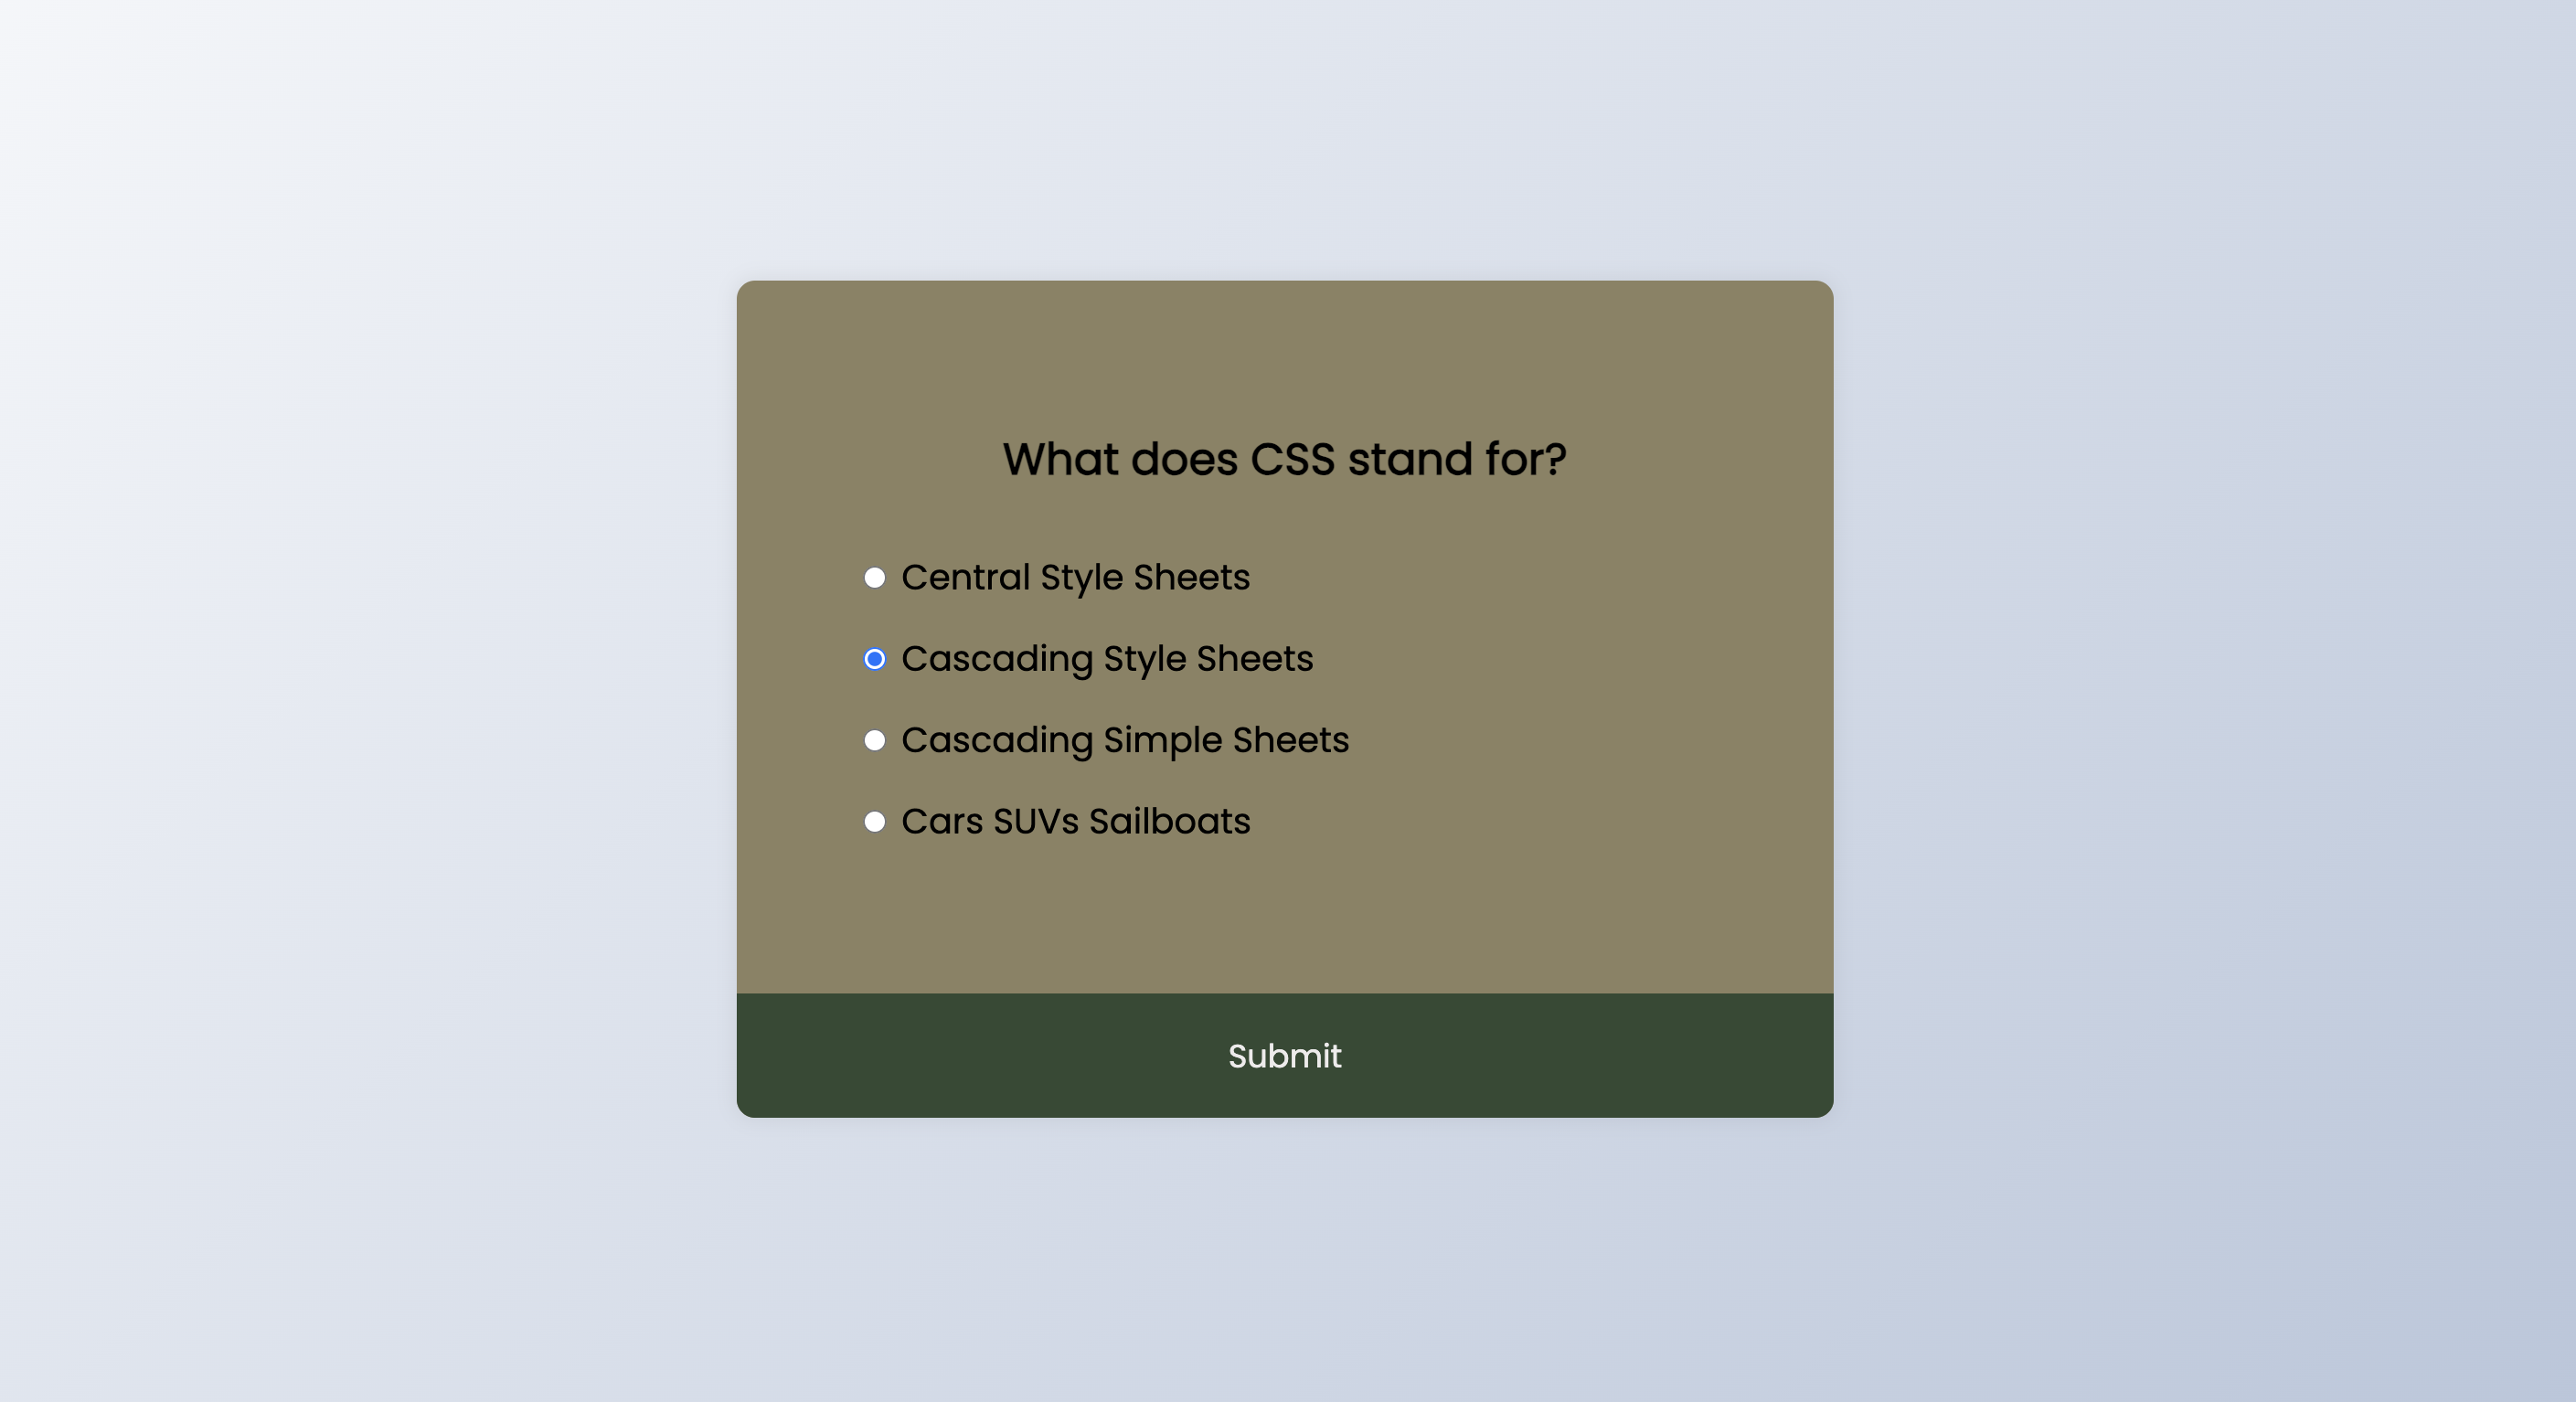 What does CSS stand for?
Central Style Sheets
Cascading Style Sheets
Cascading Simple Sheets
Cars SUVs Sailboats
Submit